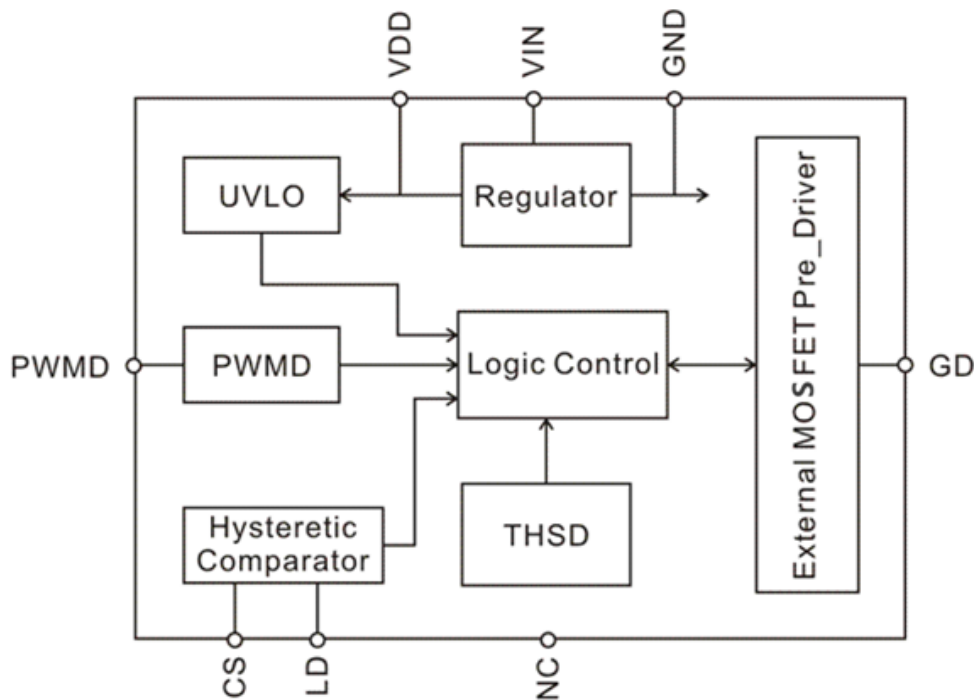 VDD
VIN
GND
UVLO
Regulator
External MOSFET Pre_Driver
PWMD
PWMD
Logic Control
GD
Hysteretic
Comparator
THSD
CS
LD
NC